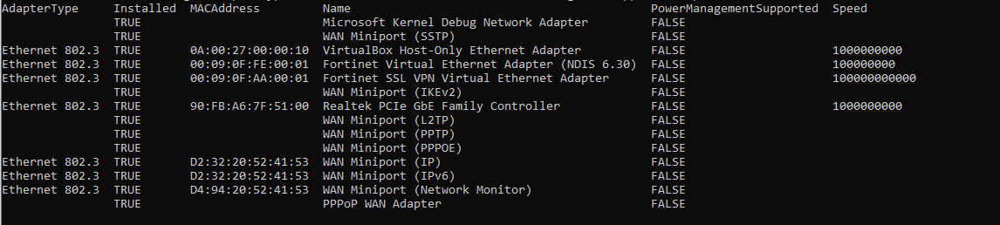 AdapterType Installed MACAddress Name PowerManagementSupported Speed
TRUE Microsoft Kernel Debug Network Adapter FALSE
TRUE WAN Miniport (SSTP) FALSE
Ethernet 802.3 TRUE 0A:00:27:00:00:10 VirtualBox Host-Only Ethernet Adapter FALSE 1000000000
Ethernet 802.3 TRUE 00:09:0F:FE:00:01 Fortinet Virtual Ethernet Adapter (NDIS 6.30) FALSE 100000000
Ethernet 802.3 TRUE 00:09:0F:AA:00:01 Fortinet SSL VPN Virtual Ethernet Adapter FALSE 100000000000
TRUE WAN Miniport (IKEv2) FALSE
Ethernet 802.3 TRUE 90:FB:A6:7F:51:00 Realtek PCIe GbE Family Controller FALSE 1000000000
TRUE WAN Miniport (L2TP) FALSE
TRUE WAN Miniport (PPTP) FALSE
TRUE WAN Miniport (PPPOE) FALSE
Ethernet 802.3 TRUE D2:32:20:52:41:53 WAN Miniport (IP) FALSE
Ethernet 802.3 TRUE D2:32:20:52:41:53 WAN Miniport (IPv6) FALSE
Ethernet 802.3 TRUE D4:94:20:52:41:53 WAN Miniport (Network Monitor) FALSE
TRUE PPPoP WAN Adapter FALSE